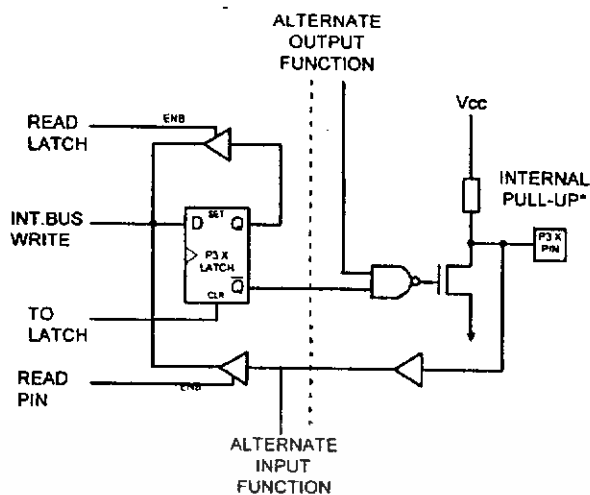 ALTERNATE
OUTPUT
FUNCTION
Vcc
READ
LATCH
ENB
INTERNAL
PULL-UP*
INT.BUS
WRITE
D
SET
Q
P3 X
LATCH
CLR
Q
P3 X
PIN
TO
LATCH
READ
PIN
ENB
ALTERNATE
INPUT
FUNCTION